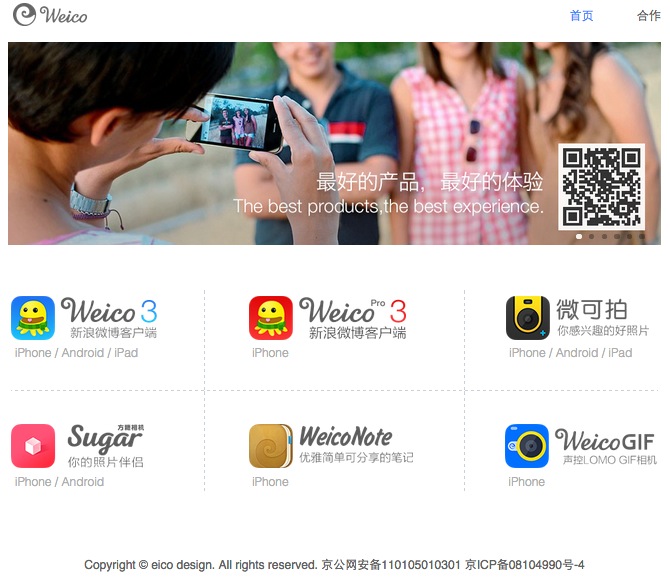 Weico
首页
合作
最好的产品，最好的体验
The best products,the best experience.
Weico 3
新浪微博客户端
iPhone / Android / iPad
Weico Pro 3
新浪微博客户端
iPhone
微可拍
你感兴趣的好照片
iPhone / Android / iPad
Sugar 方糖相机
你的照片伴侣
iPhone / Android
WeicoNote
优雅简单可分享的笔记
iPhone
WeicoGIF
声控LOMO GIF相机
iPhone
Copyright © eico design. All rights reserved. 京公网安备110105010301 京ICP备08104990号-4